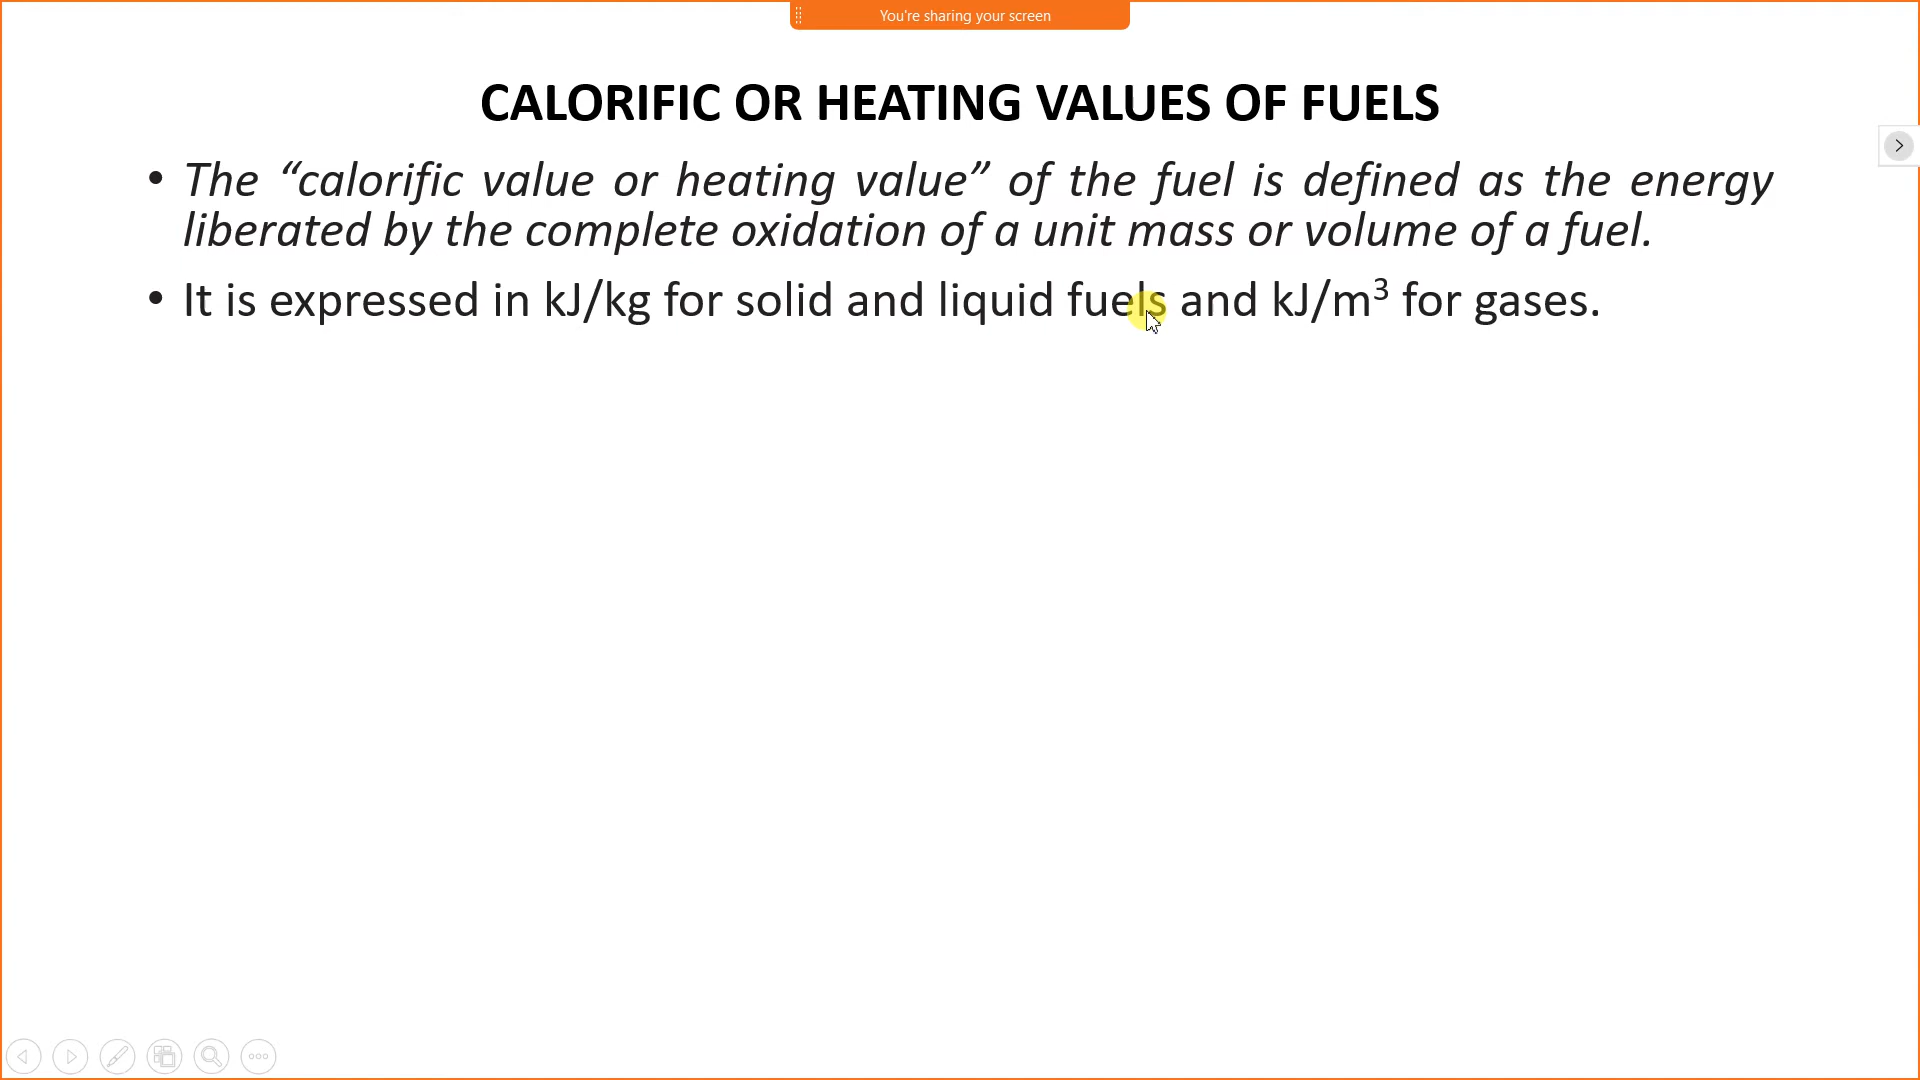 You're sharing your screen
CALORIFIC OR HEATING VALUES OF FUELS
• The “calorific value or heating value” of the fuel is defined as the energy
liberated by the complete oxidation of a unit mass or volume of a fuel.
• It is expressed in kJ/kg for solid and liquid fuels and kJ/m³ for gases.